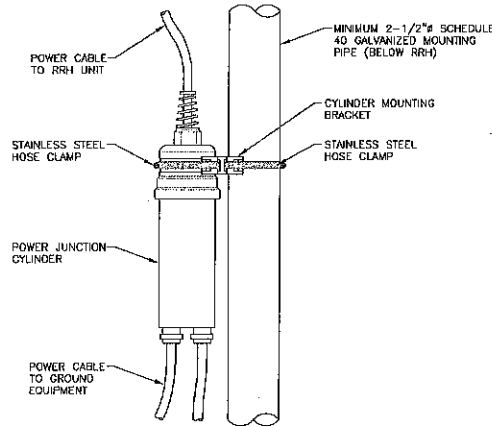 POWER CABLE
TO RRH UNIT
MINIMUM 2-1/2"ø SCHEDULE
40 GALVANIZED MOUNTING
PIPE (BELOW RRH)
CYLINDER MOUNTING
BRACKET
STAINLESS STEEL
HOSE CLAMP
STAINLESS STEEL
HOSE CLAMP
POWER JUNCTION
CYLINDER
POWER CABLE
TO GROUND
EQUIPMENT